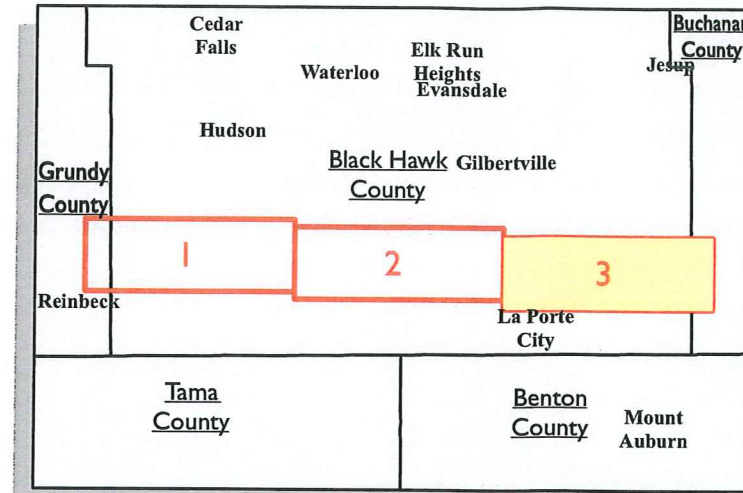 Cedar
Falls
Buchanan
County
Elk Run
Heights
Waterloo
Evansdale
Jesup
Hudson
Black Hawk
County
Gilbertville
Grundy
County
1
2
3
Reinbeck
La Porte
City
Tama
County
Benton
County
Mount
Auburn